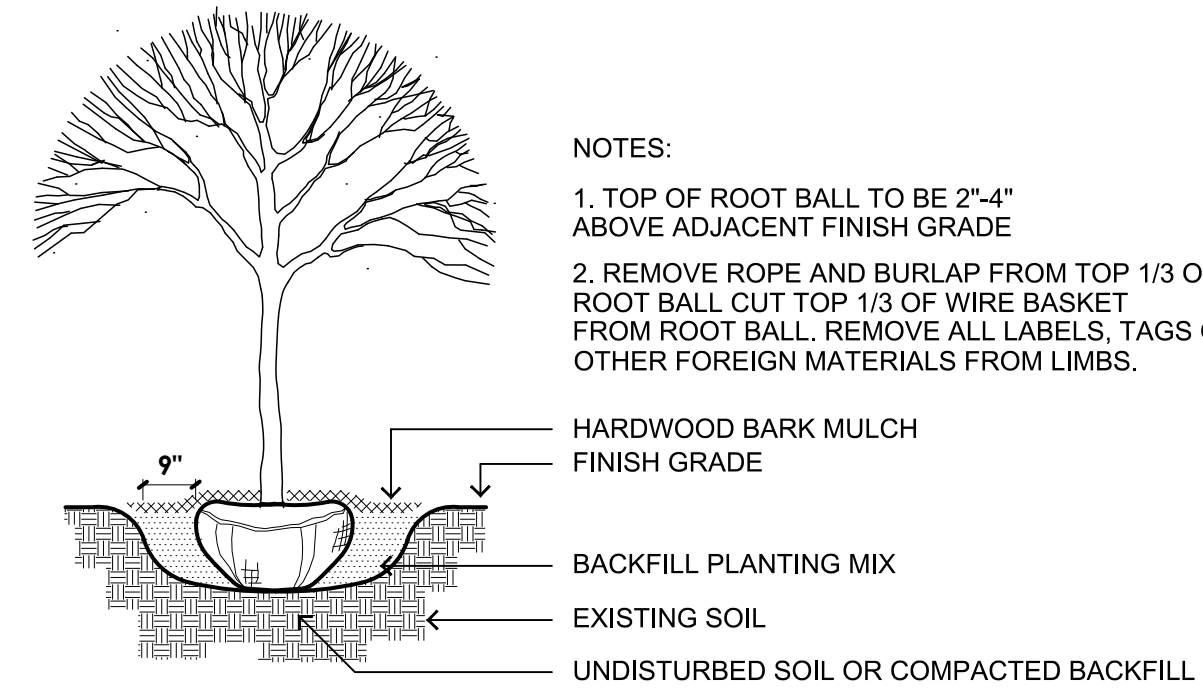 NOTES:
1. TOP OF ROOT BALL TO BE 2"-4"
ABOVE ADJACENT FINISH GRADE
2. REMOVE ROPE AND BURLAP FROM TOP 1/3 O
ROOT BALL CUT TOP 1/3 OF WIRE BASKET
FROM ROOT BALL. REMOVE ALL LABELS, TAGS
OTHER FOREIGN MATERIALS FROM LIMBS.
HARDWOOD BARK MULCH
9"
FINISH GRADE
BACKFILL PLANTING MIX
EXISTING SOIL
UNDISTURBED SOIL OR COMPACTED BACKFILL